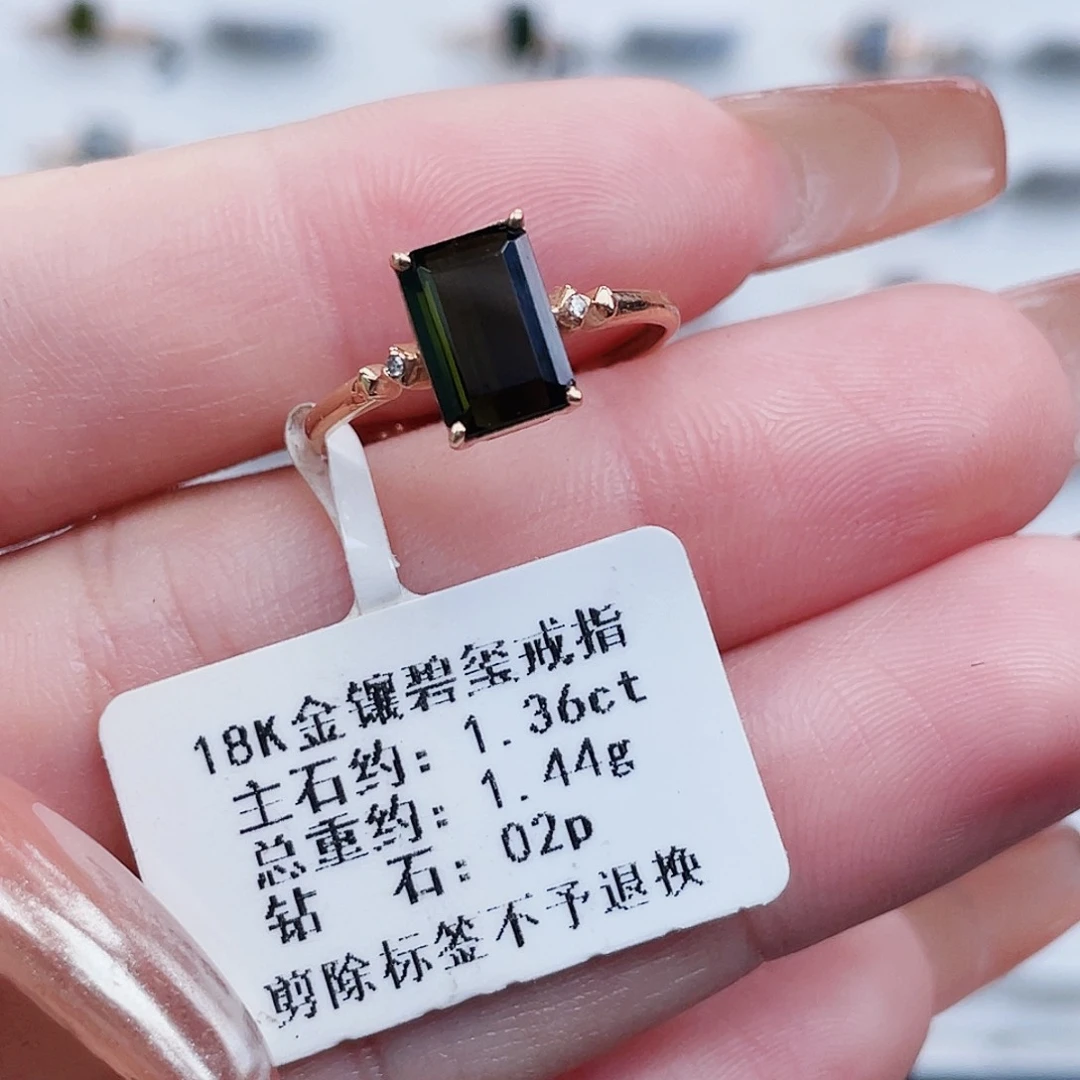 18K金镶碧玺戒指
主石约: 1.36ct
总重约: 1.44g
钻 石: 02p
剪除标签不予退换